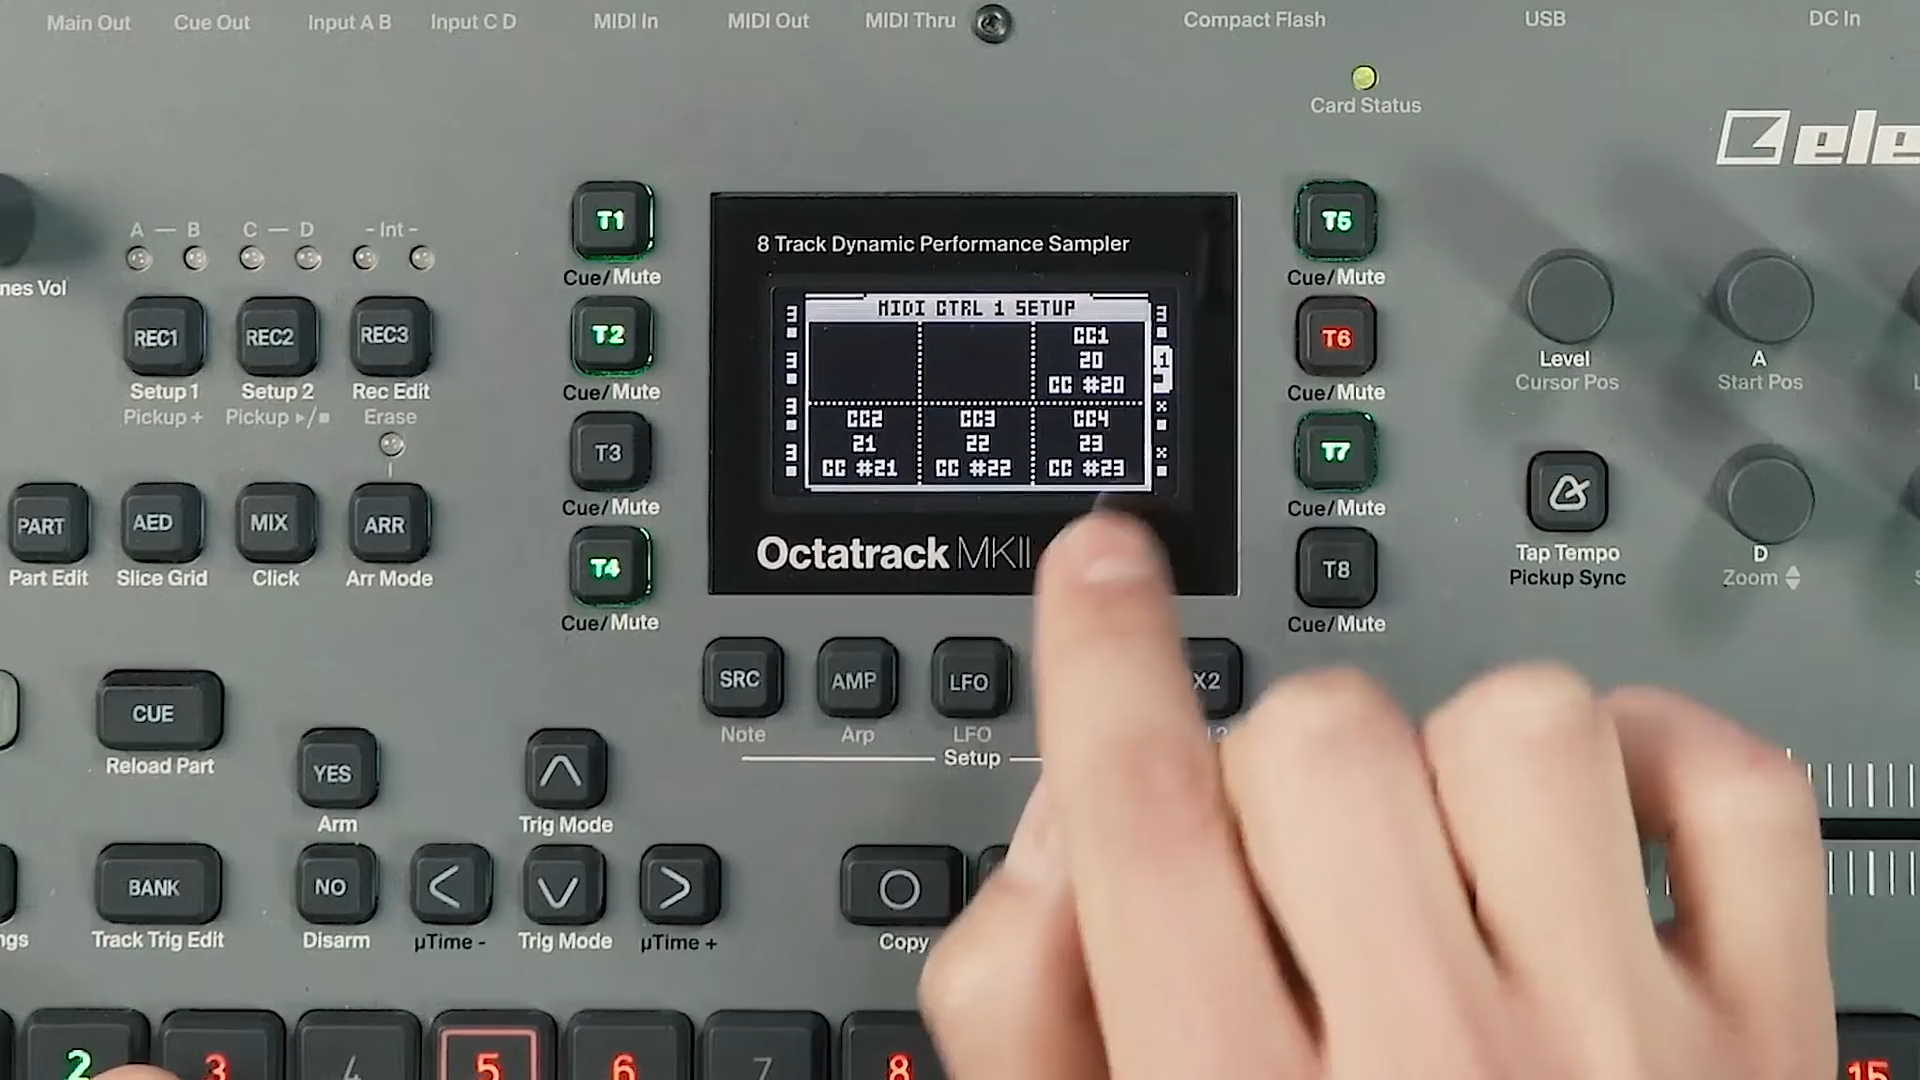 Main Out
Cue Out
Input A B
Input C D
MIDI In
MIDI Out
MIDI Thru
Compact Flash
USB
DC In
Card Status
ele
A — B
C — D
- Int -
nes Vol
REC1
Setup 1
Pickup +
REC2
Setup 2
Pickup ▸/■
REC3
Rec Edit
Erase
PART
Part Edit
AED
Slice Grid
MIX
Click
ARR
Arr Mode
T1
Cue/Mute
T2
Cue/Mute
T3
Cue/Mute
T4
Cue/Mute
8 Track Dynamic Performance Sampler
MIDI CTRL 1 SETUP
CC1
20
CC #20
CC2
21
CC #21
CC3
22
CC #22
CC4
23
CC #23
Octatrack MKII
T5
Cue/Mute
T6
Cue/Mute
T7
Cue/Mute
T8
Cue/Mute
Level
Cursor Pos
A
Start Pos
Tap Tempo
Pickup Sync
D
Zoom
SRC
Note
AMP
Arp
LFO
LFO
X2
Setup
CUE
Reload Part
YES
Arm
Trig Mode
BANK
Track Trig Edit
NO
Disarm
µTime -
Trig Mode
µTime +
Copy
ngs
2
3
4
5
6
7
8
15